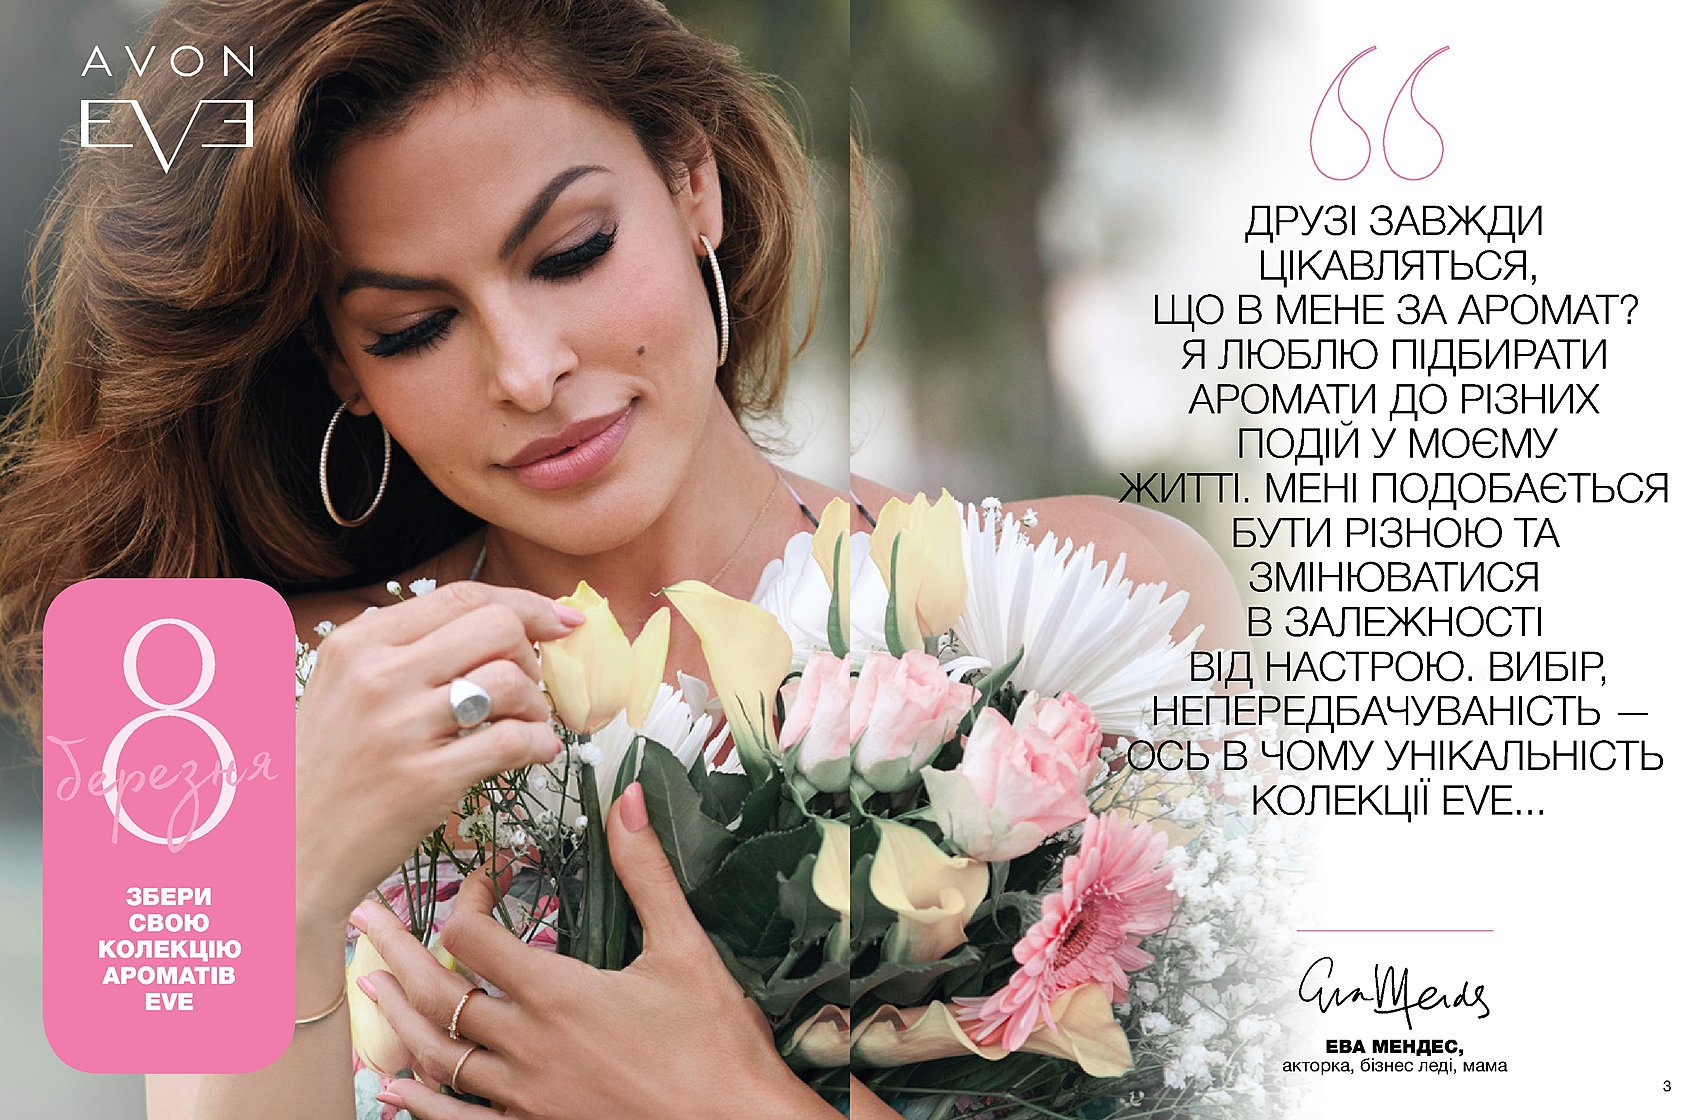 AVON
EVE
8
березня
ЗБЕРИ
СВОЮ
КОЛЕКЦІЮ
АРОМАТІВ
EVE
“
ДРУЗІ ЗАВЖДИ
ЦІКАВЛЯТЬСЯ,
ЩО В МЕНЕ ЗА АРОМАТ?
Я ЛЮБЛЮ ПІДБИРАТИ
АРОМАТИ ДО РІЗНИХ
ПОДІЙ У МОЄМУ
ЖИТТІ. МЕНІ ПОДОБАЄТЬСЯ
БУТИ РІЗНОЮ ТА
ЗМІНЮВАТИСЯ
В ЗАЛЕЖНОСТІ
ВІД НАСТРОЮ. ВИБІР,
НЕПЕРЕДБАЧУВАНІСТЬ —
ОСЬ В ЧОМУ УНІКАЛЬНІСТЬ
КОЛЕКЦІЇ EVE...
Eva Mendes
ЕВА МЕНДЕС,
акторка, бізнес леді, мама
3